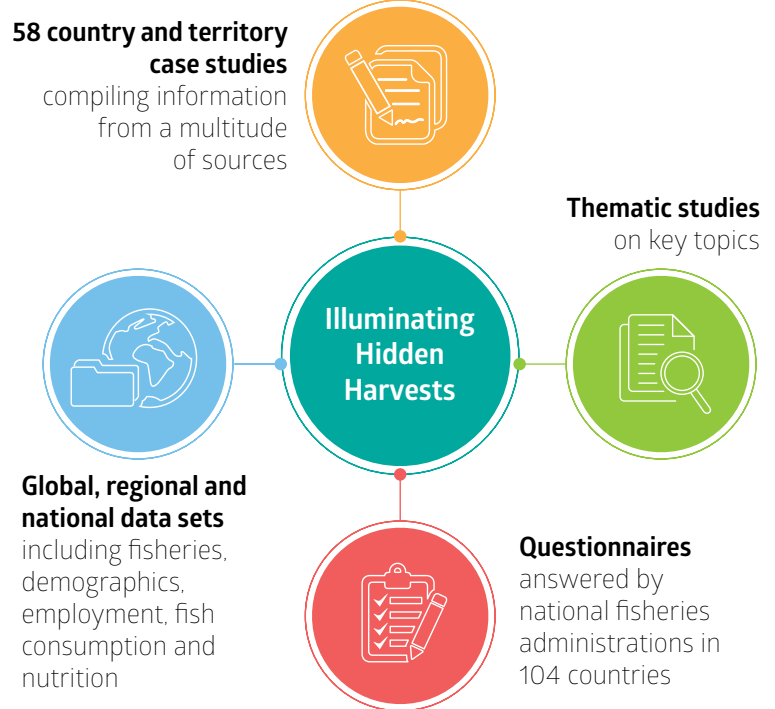 58 country and territory
case studies
compiling information
from a multitude
of sources
Thematic studies
on key topics
Illuminating
Hidden
Harvests
Global, regional and
national data sets
including fisheries,
demographics,
employment, fish
consumption and
nutrition
Questionnaires
answered by
national fisheries
administrations in
104 countries